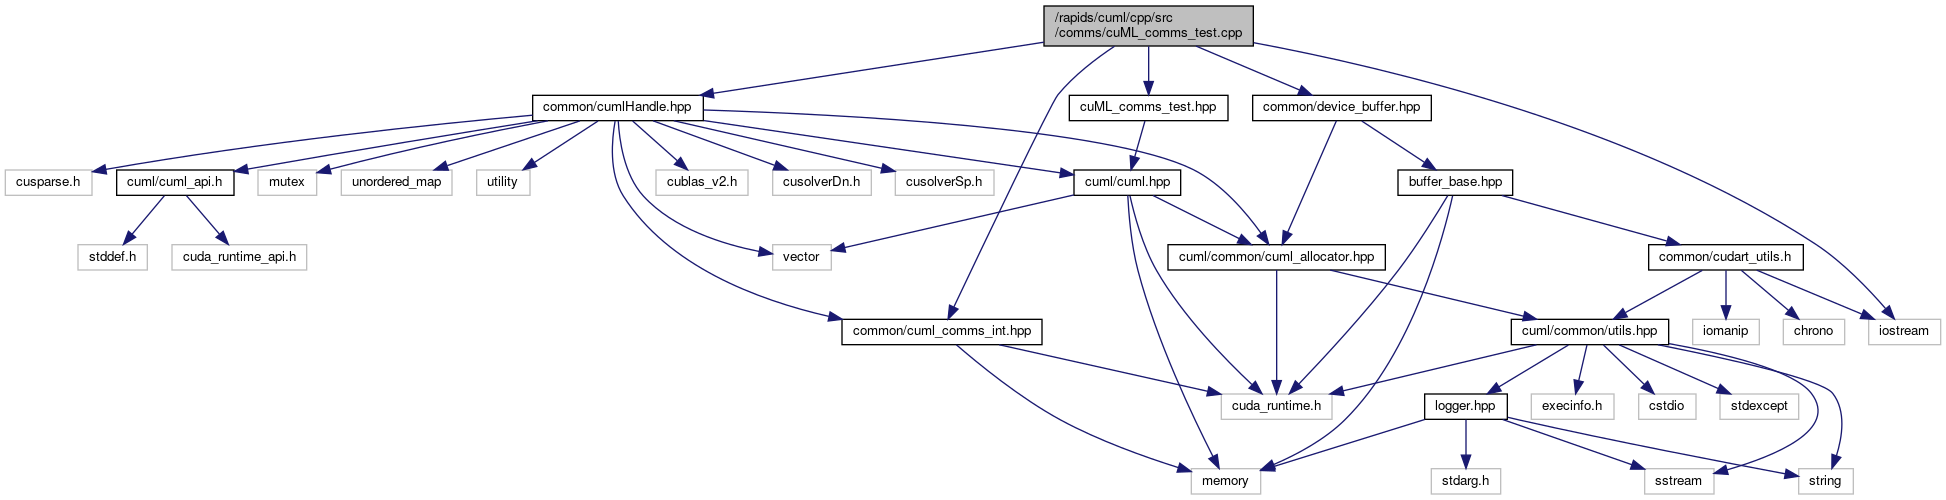 /rapids/cuml/cpp/src
/comms/cuML_comms_test.cpp
common/cumlHandle.hpp
cuML_comms_test.hpp
common/device_buffer.hpp
cusparse.h
cuml/cuml_api.h
mutex
unordered_map
utility
cublas_v2.h
cusolverDn.h
cusolverSp.h
cuml/cuml.hpp
buffer_base.hpp
stddef.h
cuda_runtime_api.h
vector
cuml/common/cuml_allocator.hpp
common/cudart_utils.h
common/cuml_comms_int.hpp
cuml/common/utils.hpp
iomanip
chrono
iostream
cuda_runtime.h
logger.hpp
execinfo.h
cstdio
stdexcept
memory
stdarg.h
sstream
string